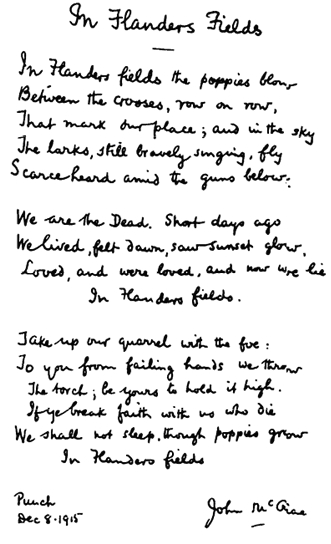 In Flanders Fields
In Flanders fields the poppies blow
Between the crosses, row on row,
That mark our place; and in the sky
The larks, still bravely singing, fly
Scarce heard amid the guns below.
We are the Dead. Short days ago
We lived, felt dawn, saw sunset glow,
Loved, and were loved, and now we lie
In Flanders fields.
Take up our quarrel with the foe:
To you from failing hands we throw
The torch; be yours to hold it high.
If ye break faith with us who die
We shall not sleep, though poppies grow
In Flanders fields
Punch
Dec 8·1915
John McCrae